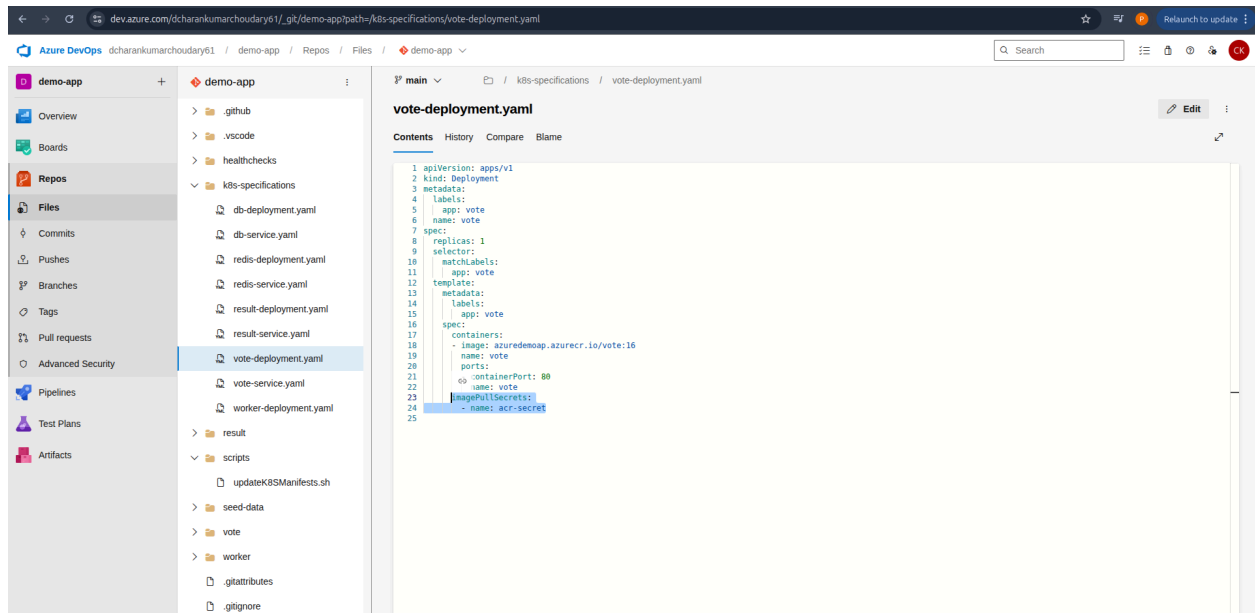 dev.azure.com/dcharankumarchoudary61/_git/demo-app?path=/k8s-specifications/vote-deployment.yaml
P
Relaunch to update
Azure DevOps dcharankumarchoudary61 / demo-app / Repos / Files / demo-app
Search
CK
D demo-app +
Overview
Boards
Repos
Files
Commits
Pushes
Branches
Tags
Pull requests
Advanced Security
Pipelines
Test Plans
Artifacts
demo-app
.github
.vscode
healthchecks
k8s-specifications
db-deployment.yaml
db-service.yaml
redis-deployment.yaml
redis-service.yaml
result-deployment.yaml
result-service.yaml
vote-deployment.yaml
vote-service.yaml
worker-deployment.yaml
result
scripts
updateK8SManifests.sh
seed-data
vote
worker
.gitattributes
.gitignore
main
/ k8s-specifications / vote-deployment.yaml
vote-deployment.yaml
Edit
Contents History Compare Blame
1 apiVersion: apps/v1
2 kind: Deployment
3 metadata:
4 labels:
5 app: vote
6 name: vote
7 spec:
8 replicas: 1
9 selector:
10 matchLabels:
11 app: vote
12 template:
13 metadata:
14 labels:
15 app: vote
16 spec:
17 containers:
18 - image: azuredemoap.azurecr.io/vote:16
19 name: vote
20 ports:
21 containerPort: 80
22 name: vote
23 imagePullSecrets:
24 - name: acr-secret
25